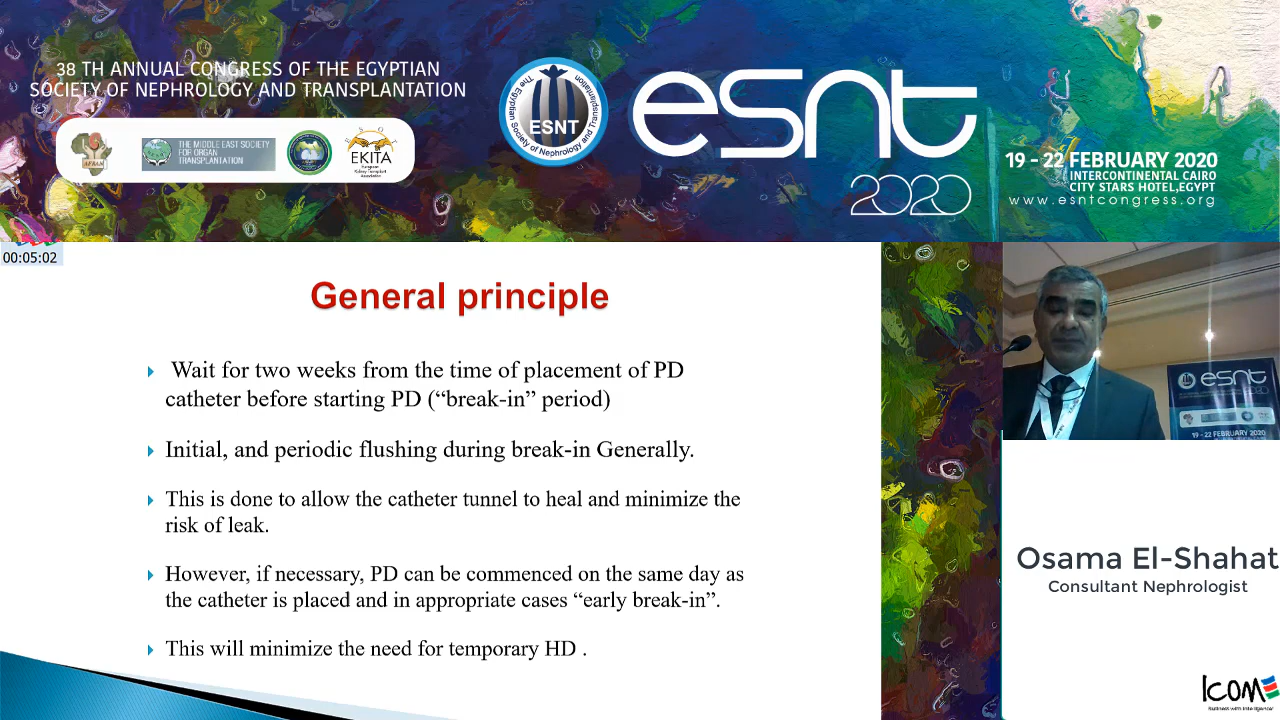 38 TH ANNUAL CONGRESS OF THE EGYPTIAN
SOCIETY OF NEPHROLOGY AND TRANSPLANTATION
AFRAN
THE MIDDLE EAST SOCIETY
FOR ORGAN
TRANSPLANTATION
EKITA
The Egyptian Society of Nephrology and Transplantation
ESNT
esnt
2020
19 - 22 FEBRUARY 2020
INTERCONTINENTAL CAIRO
CITY STARS HOTEL,EGYPT
www.esntcongress.org
00:05:02
General principle
Wait for two weeks from the time of placement of PD
catheter before starting PD (“break-in” period)
Initial, and periodic flushing during break-in Generally.
This is done to allow the catheter tunnel to heal and minimize the
risk of leak.
However, if necessary, PD can be commenced on the same day as
the catheter is placed and in appropriate cases “early break-in”.
This will minimize the need for temporary HD .
esnt
19 - 22 FEBRUARY 2020
Osama El-Shahat
Consultant Nephrologist
ICOM